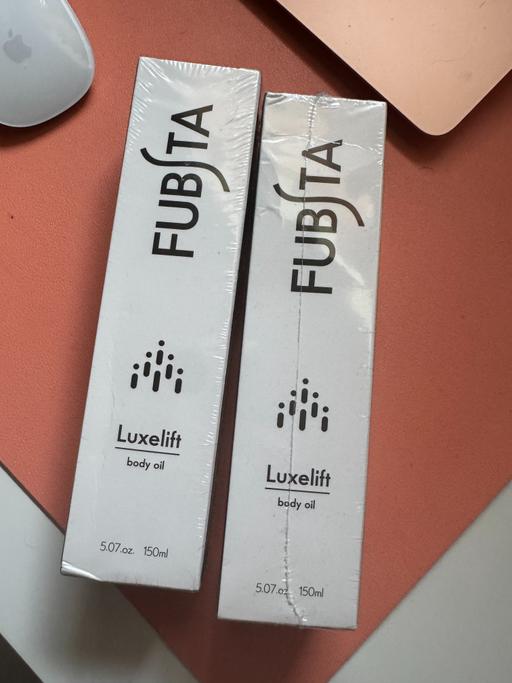 FUBSTA
Luxelift
body oil
5.07.oz. 150ml
FUBSTA
Luxelift
body oil
5.07.oz 150ml